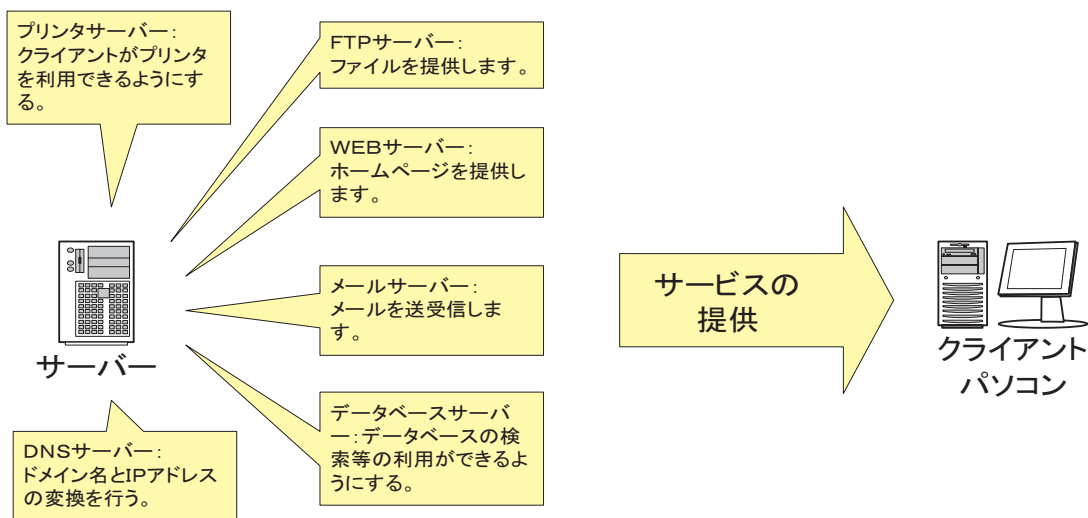 プリンタサーバー：
クライアントがプリンタ
を利用できるようにす
る。
FTPサーバー：
ファイルを提供します。
WEBサーバー：
ホームページを提供し
ます。
メールサーバー：
メールを送受信しま
す。
データベースサーバ
ー：データベースの検
索等の利用ができるよ
うにする。
サーバー
DNSサーバー：
ドメイン名とIPアドレス
の変換を行う。
サービスの
提供
クライアント
パソコン